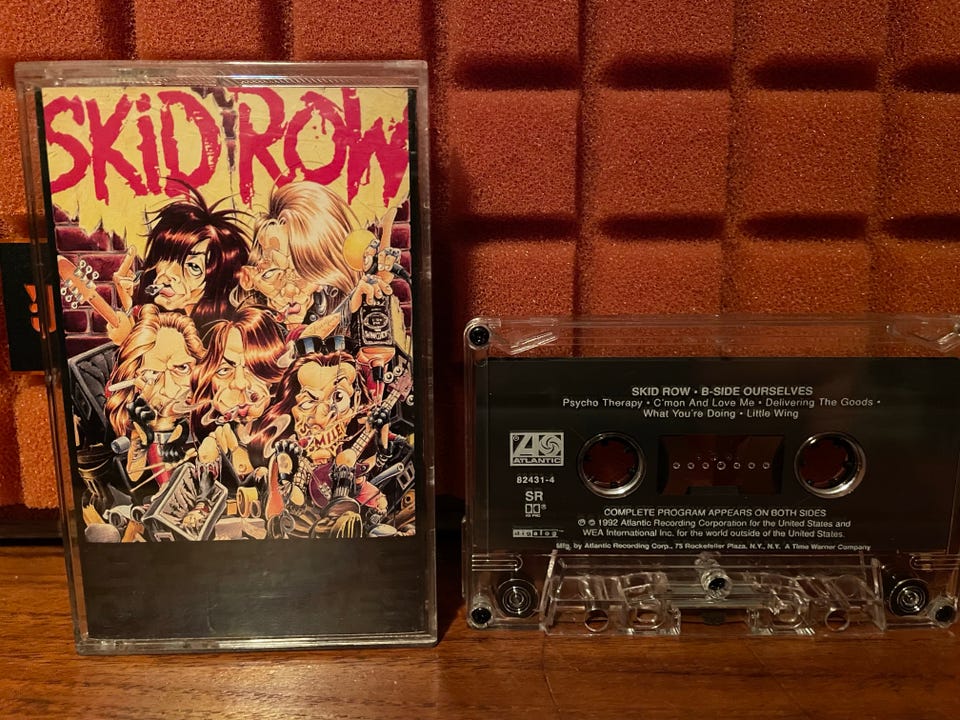 SKID ROW
SKID ROW • B-SIDE OURSELVES
Psycho Therapy • C'mon And Love Me • Delivering The Goods •
What You're Doing • Little Wing
ATLANTIC
82431-4
SR
COMPLETE PROGRAM APPEARS ON BOTH SIDES
℗ © 1992 Atlantic Recording Corporation for the United States and
WEA International Inc. for the world outside of the United States.
digalog
Mfg. by Atlantic Recording Corp., 75 Rockefeller Plaza, N.Y., N.Y. A Time Warner Company